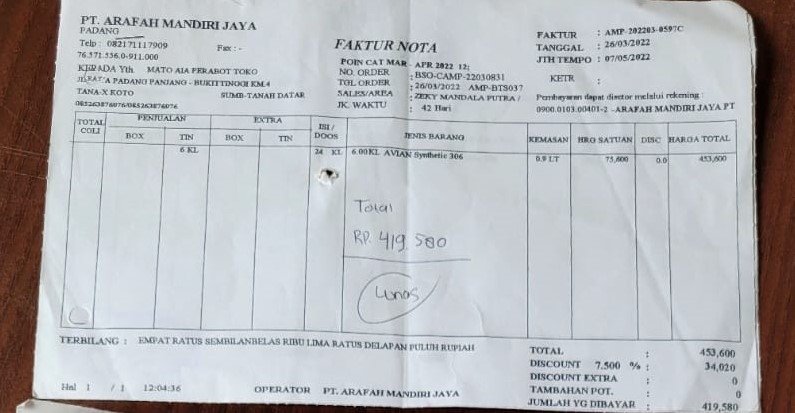 PT. ARAFAH MANDIRI JAYA
PADANG
Telp : 082171117909 Fax : -
76.571.336.0-911.000
KEPADA Yth MATO AIA PERABOT TOKO
A PADANG PANJANG - BUKITTINGGI KM.4
TANA-X KOTO SUMB-TANAH DATAR
085263876076/085263876076
FAKTUR NOTA
POIN CAT MAR - APR 2022 12;
NO. ORDER : BSO-CAMP-22030831
TGL ORDER : 26/03/2022 AMP-BTS037
SALES/AREA : ZEKY MANDALA PUTRA /
JK. WAKTU : 42 Hari
FAKTUR : AMP-202203-0597C
TANGGAL : 26/03/2022
JTH TEMPO : 07/05/2022
KETR :
Pembayaran dapat disetor melalui rekening :
0900.0103.00401-2 - ARAFAH MANDIRI JAYA PT
TOTAL COLI PENJUALAN EXTRA ISI / DOOS JENIS BARANG KEMASAN HRG SATUAN DISC HARGA TOTAL
BOX TIN BOX TIN
6 KL 24 KL 6.00KL AVIAN Synthetic 306 0.9 LT 75,600 0.0 453,600
Total
RP. 419.580
Lunas
TERBILANG : EMPAT RATUS SEMBILANBELAS RIBU LIMA RATUS DELAPAN PULUH RUPIAH
TOTAL : 453,600
DISCOUNT 7.500 % : 34,020
DISCOUNT EXTRA : 0
TAMBAHAN POT. : 0
JUMLAH YG DIBAYAR : 419,580
Hal 1 / 1 12:04:36 OPERATOR PT. ARAFAH MANDIRI JAYA